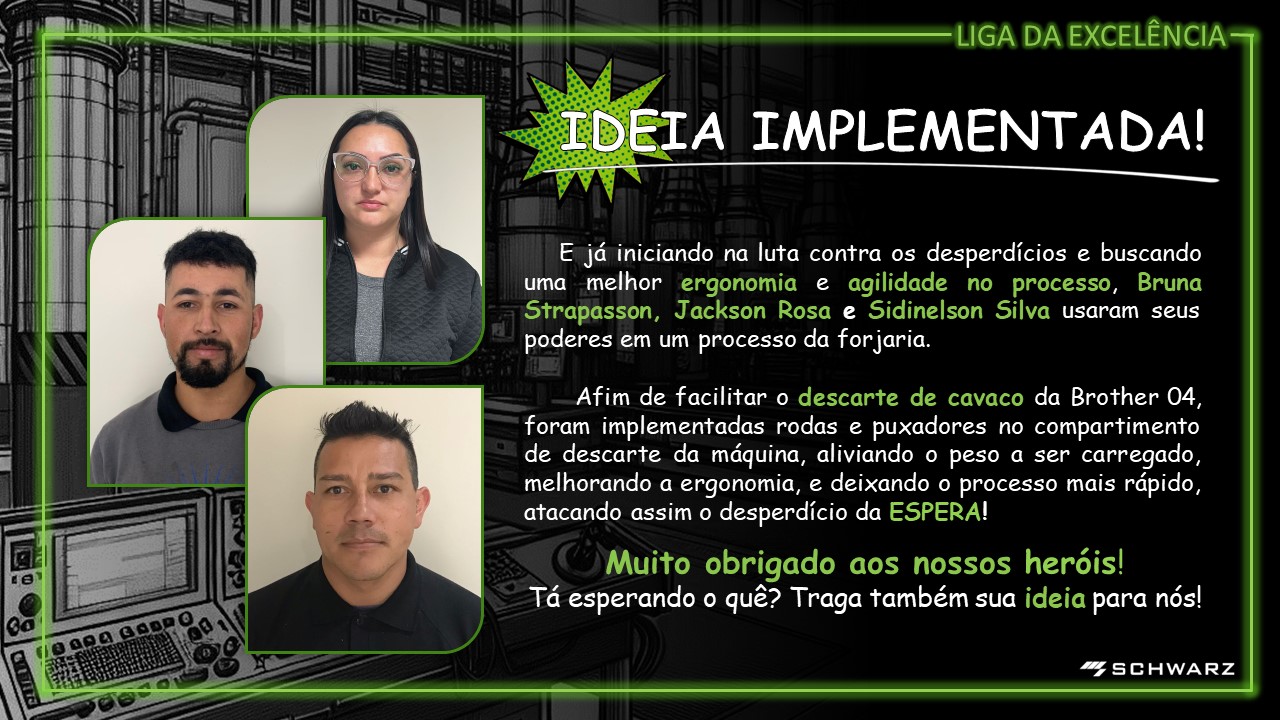 LIGA DA EXCELÊNCIA
IDEIA IMPLEMENTADA!
E já iniciando na luta contra os desperdícios e buscando
uma melhor ergonomia e agilidade no processo, Bruna
Strapasson, Jackson Rosa e Sidinelson Silva usaram seus
poderes em um processo da forjaria.
Afim de facilitar o descarte de cavaco da Brother 04,
foram implementadas rodas e puxadores no compartimento
de descarte da máquina, aliviando o peso a ser carregado,
melhorando a ergonomia, e deixando o processo mais rápido,
atacando assim o desperdício da ESPERA!
Muito obrigado aos nossos heróis!
Tá esperando o quê? Traga também sua ideia para nós!
SCHWARZ